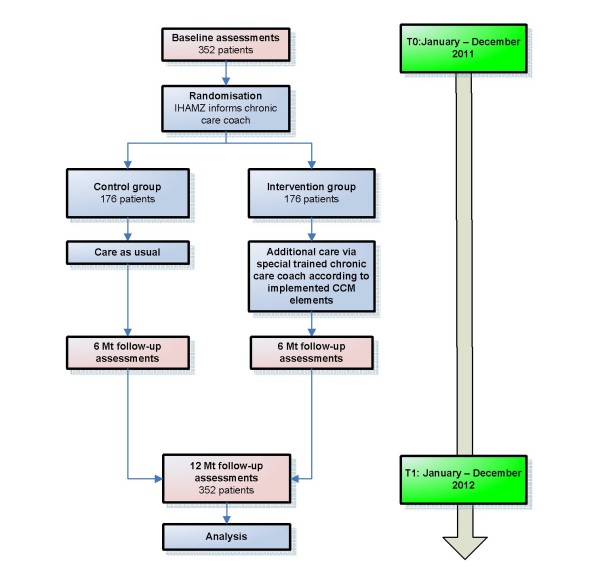 Baseline assessments
352 patients
T0:January – December
2011
Randomisation
IHAMZ informs chronic
care coach
Control group
176 patients
Intervention group
176 patients
Care as usual
Additional care via
special trained chronic
care coach according to
implemented CCM
elements
6 Mt follow-up
assessments
6 Mt follow-up
assessments
12 Mt follow-up
assessments
352 patients
T1: January – December
2012
Analysis